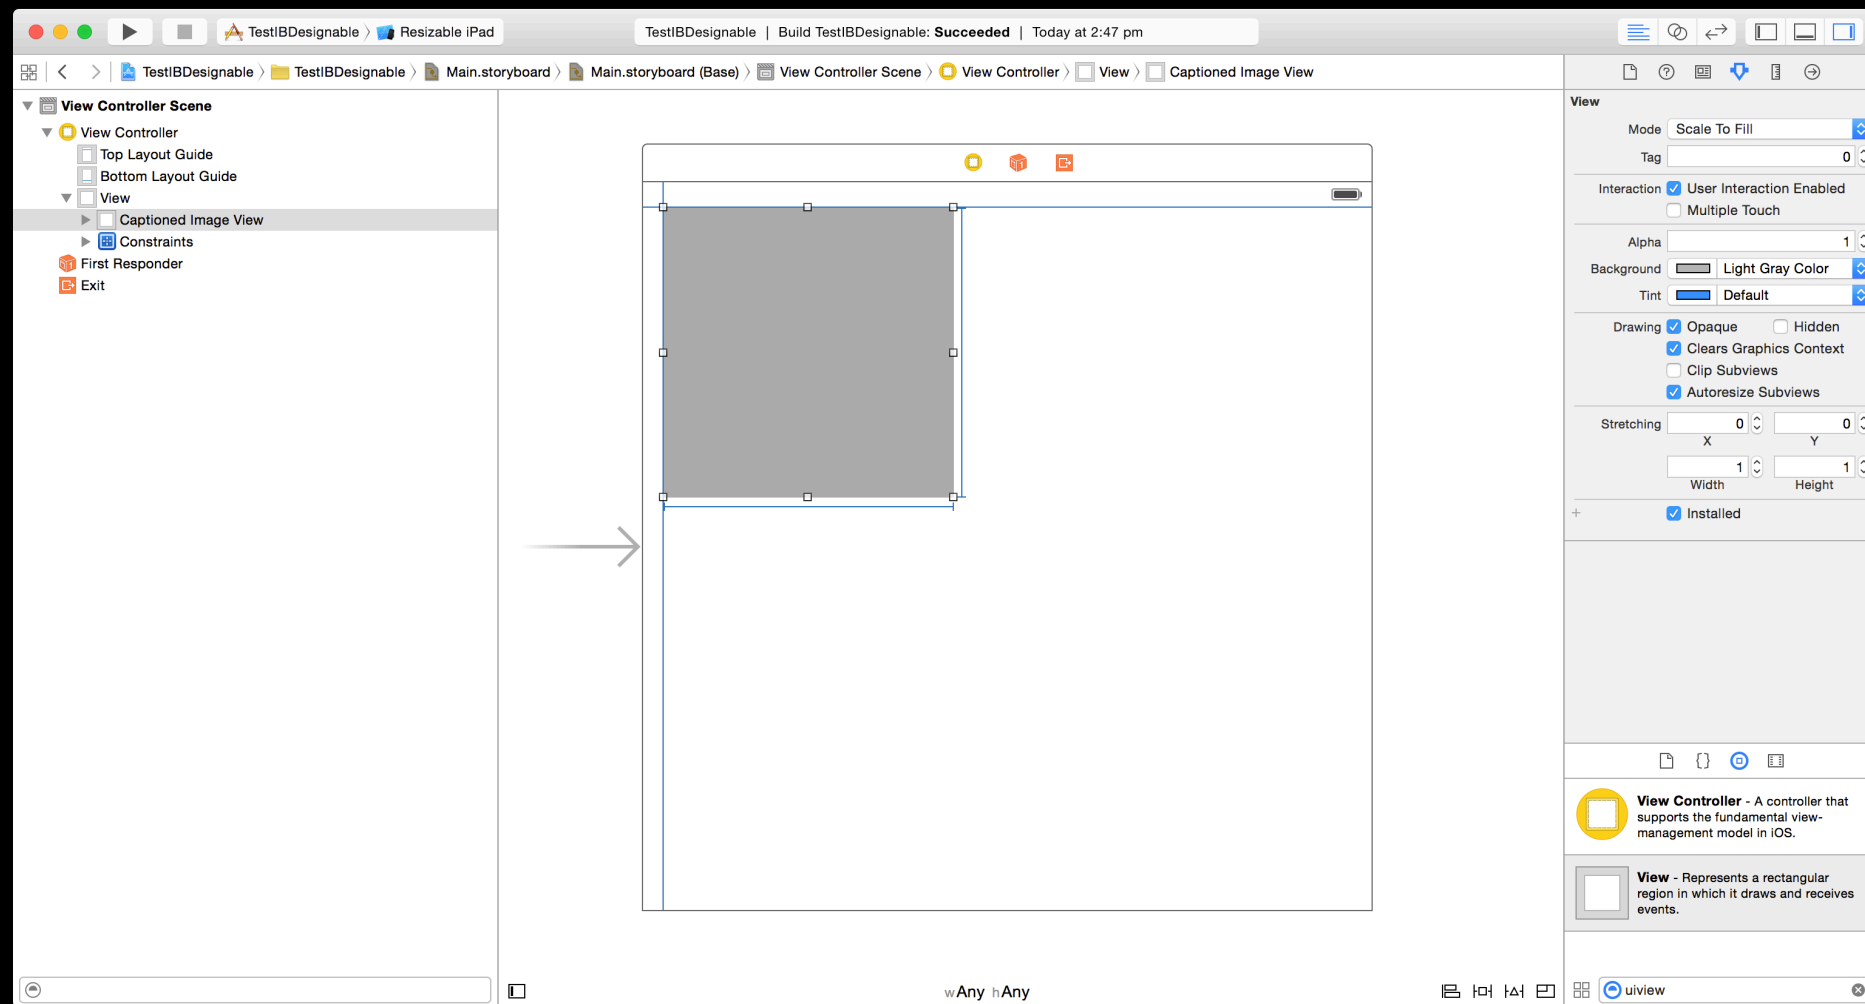 TestIBDesignable Resizable iPad
TestIBDesignable | Build TestIBDesignable: Succeeded | Today at 2:47 pm
TestIBDesignable TestIBDesignable Main.storyboard Main.storyboard (Base) View Controller Scene View Controller View Captioned Image View
View Controller Scene
View Controller
Top Layout Guide
Bottom Layout Guide
View
Captioned Image View
Constraints
First Responder
Exit
wAny hAny
View
Mode Scale To Fill
Tag 0
Interaction User Interaction Enabled
Multiple Touch
Alpha 1
Background Light Gray Color
Tint Default
Drawing Opaque Hidden
Clears Graphics Context
Clip Subviews
Autoresize Subviews
Stretching 0 0
X Y
1 1
Width Height
+ Installed
View Controller - A controller that
supports the fundamental view-
management model in iOS.
View - Represents a rectangular
region in which it draws and receives
events.
uiview